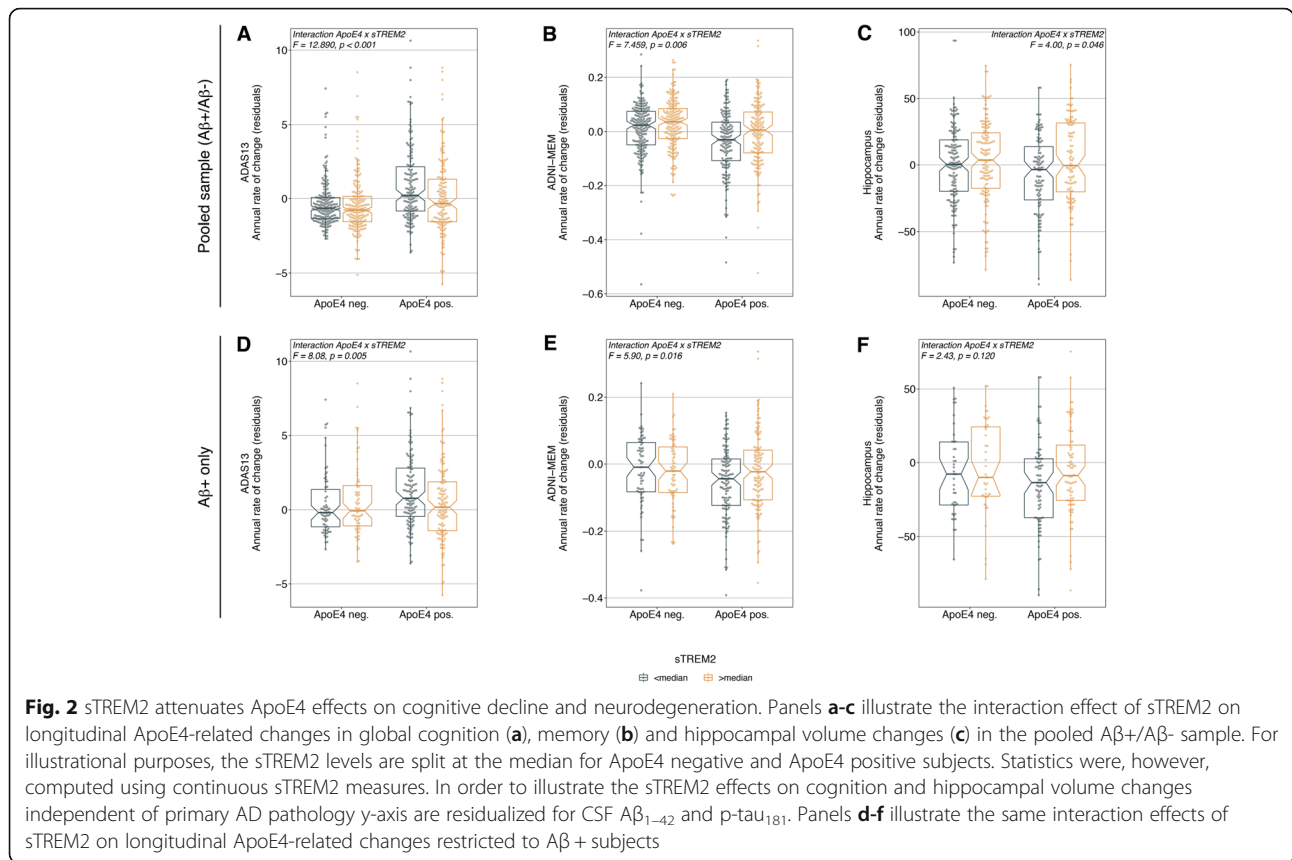 Pooled sample (Aβ+/Aβ-)
A
Interaction ApoE4 x sTREM2
F = 12.890, p < 0.001
ADAS13
Annual rate of change (residuals)
10
5
0
−5
ApoE4 neg.
ApoE4 pos.
B
Interaction ApoE4 x sTREM2
F = 7.459, p = 0.006
ADNI−MEM
Annual rate of change (residuals)
0.2
0.0
−0.2
−0.4
−0.6
ApoE4 neg.
ApoE4 pos.
C
Interaction ApoE4 x sTREM2
F = 4.00, p = 0.046
Hippocampus
Annual rate of change (residuals)
100
50
0
−50
ApoE4 neg.
ApoE4 pos.
Aβ+ only
D
Interaction ApoE4 x sTREM2
F = 8.08, p = 0.005
ADAS13
Annual rate of change (residuals)
10
5
0
−5
ApoE4 neg.
ApoE4 pos.
E
Interaction ApoE4 x sTREM2
F = 5.90, p = 0.016
ADNI−MEM
Annual rate of change (residuals)
0.2
0.0
−0.2
−0.4
ApoE4 neg.
ApoE4 pos.
F
Interaction ApoE4 x sTREM2
F = 2.43, p = 0.120
Hippocampus
Annual rate of change (residuals)
50
0
−50
ApoE4 neg.
ApoE4 pos.
sTREM2
<median >median
Fig. 2 sTREM2 attenuates ApoE4 effects on cognitive decline and neurodegeneration. Panels a-c illustrate the interaction effect of sTREM2 on
longitudinal ApoE4-related changes in global cognition (a), memory (b) and hippocampal volume changes (c) in the pooled Aβ+/Aβ- sample. For
illustrational purposes, the sTREM2 levels are split at the median for ApoE4 negative and ApoE4 positive subjects. Statistics were, however,
computed using continuous sTREM2 measures. In order to illustrate the sTREM2 effects on cognition and hippocampal volume changes
independent of primary AD pathology y-axis are residualized for CSF Aβ1–42 and p-tau181. Panels d-f illustrate the same interaction effects of
sTREM2 on longitudinal ApoE4-related changes restricted to Aβ + subjects